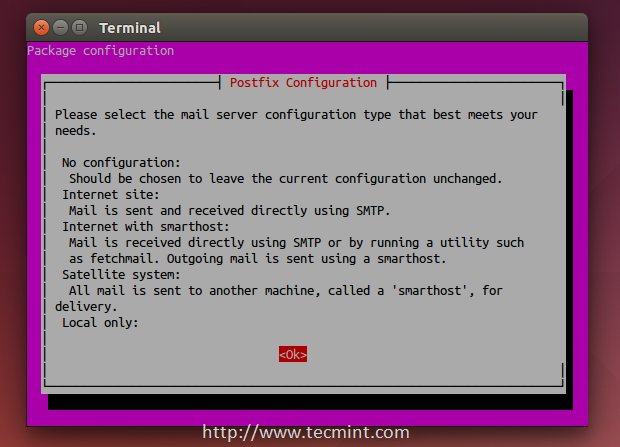 Terminal
Package configuration
Postfix Configuration
Please select the mail server configuration type that best meets your
needs.
No configuration:
Should be chosen to leave the current configuration unchanged.
Internet site:
Mail is sent and received directly using SMTP.
Internet with smarthost:
Mail is received directly using SMTP or by running a utility such
as fetchmail. Outgoing mail is sent using a smarthost.
Satellite system:
All mail is sent to another machine, called a 'smarthost', for
delivery.
Local only:
<Ok>
http://www.tecmint.com